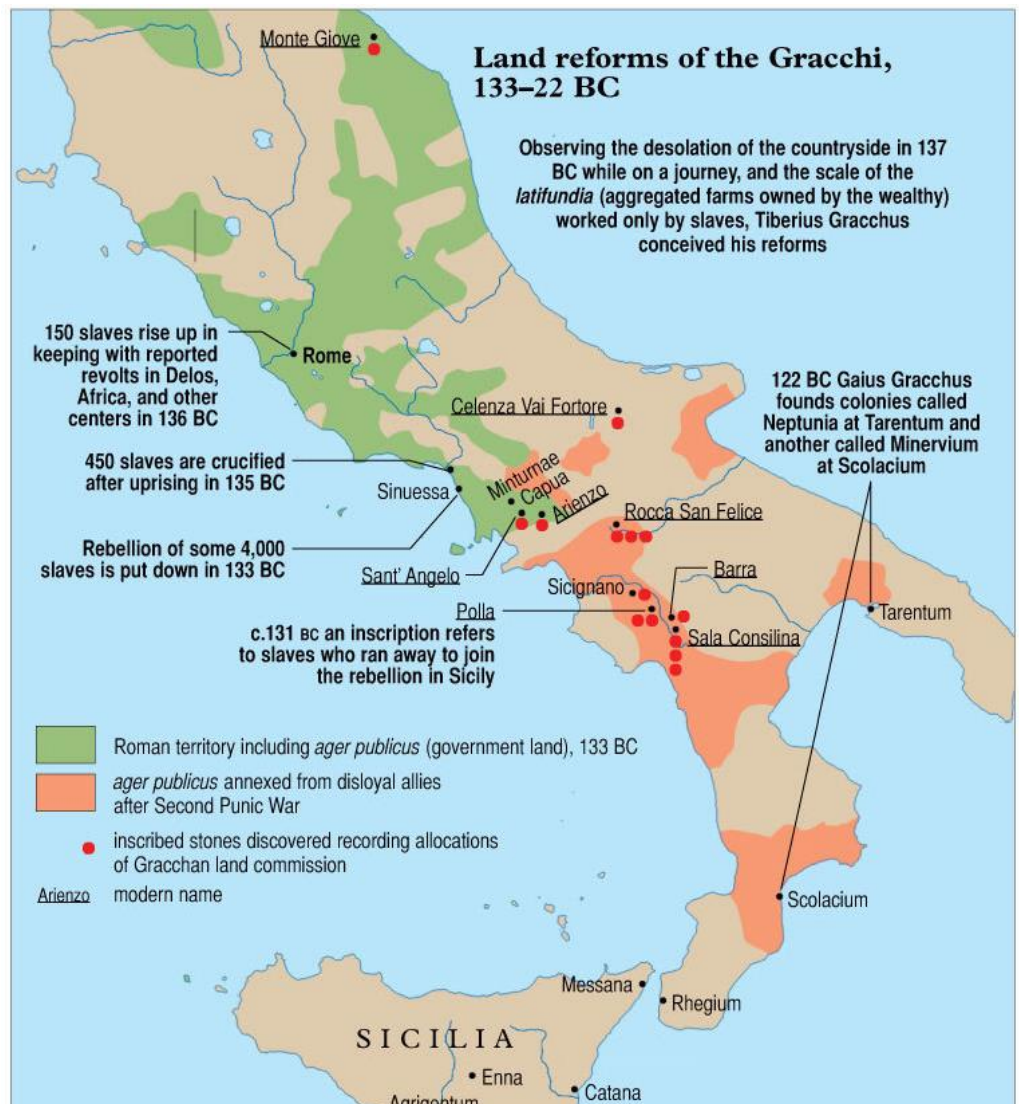 Monte Giove
Land reforms of the Gracchi,
133–22 BC
Observing the desolation of the countryside in 137
BC while on a journey, and the scale of the
latifundia (aggregated farms owned by the wealthy)
worked only by slaves, Tiberius Gracchus
conceived his reforms
150 slaves rise up in
keeping with reported
revolts in Delos,
Africa, and other
centers in 136 BC
Rome
122 BC Gaius Gracchus
founds colonies called
Neptunia at Tarentum and
another called Minervium
at Scolacium
Celenza Vai Fortore
450 slaves are crucified
after uprising in 135 BC
Sinuessa
Minturnae
Capua
Arienzo
Rocca San Felice
Rebellion of some 4,000
slaves is put down in 133 BC
Sant' Angelo
Sicignano
Barra
Polla
Tarentum
Sala Consilina
c.131 BC an inscription refers
to slaves who ran away to join
the rebellion in Sicily
Roman territory including ager publicus (government land), 133 BC
ager publicus annexed from disloyal allies
after Second Punic War
inscribed stones discovered recording allocations
of Gracchan land commission
Arienzo modern name
Scolacium
Messana
Rhegium
SICILIA
Enna
Catana
Agrigentum